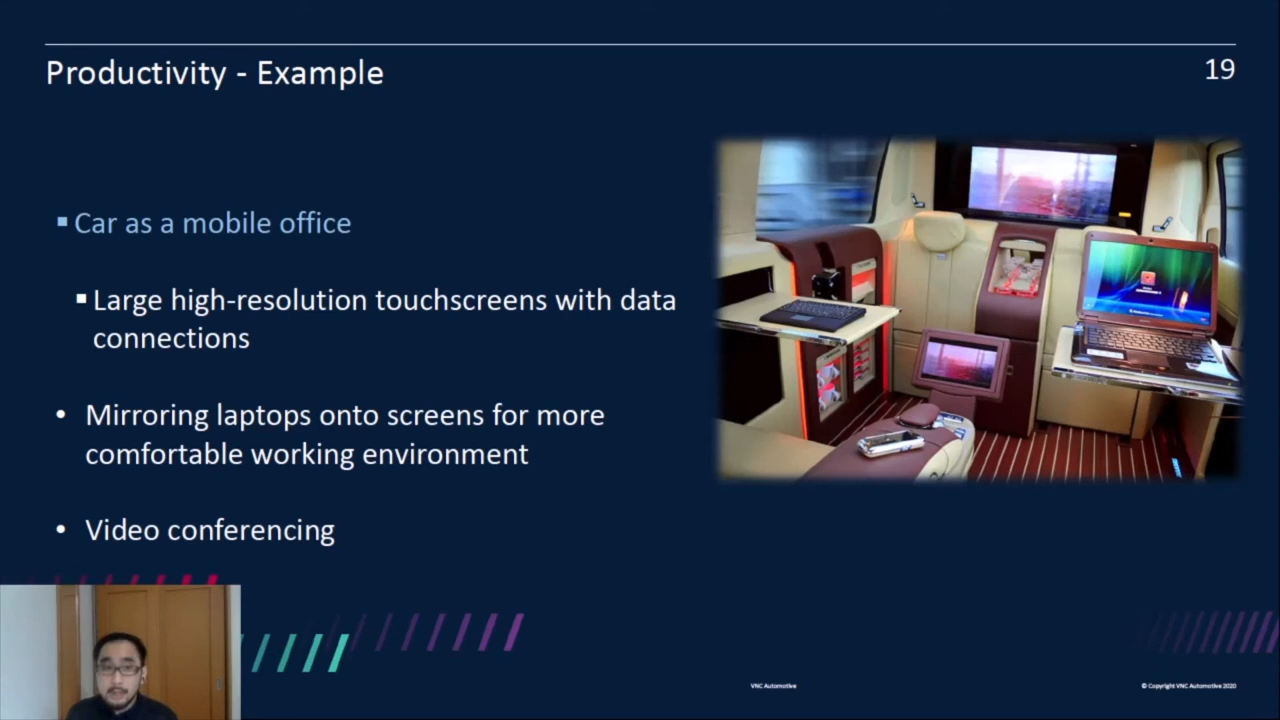 Productivity - Example
19
▪ Car as a mobile office
▪ Large high-resolution touchscreens with data
connections
• Mirroring laptops onto screens for more
comfortable working environment
• Video conferencing
VNC Automotive
© Copyright VNC Automotive 2020